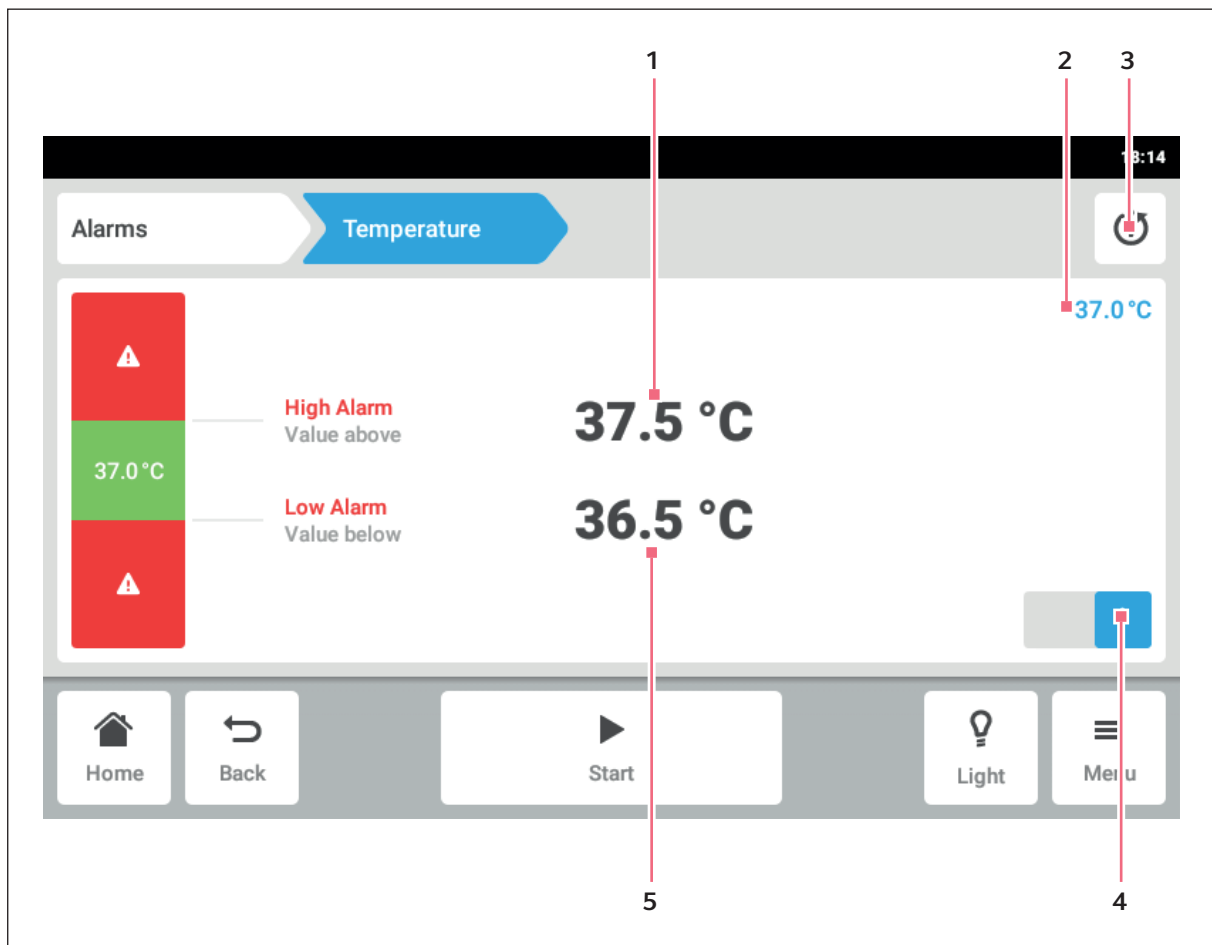 1 2 3
18:14
Alarms Temperature
37.0 °C
High Alarm
Value above
37.5 °C
37.0 °C
Low Alarm
Value below
36.5 °C
Home Back Start Light Menu
5 4